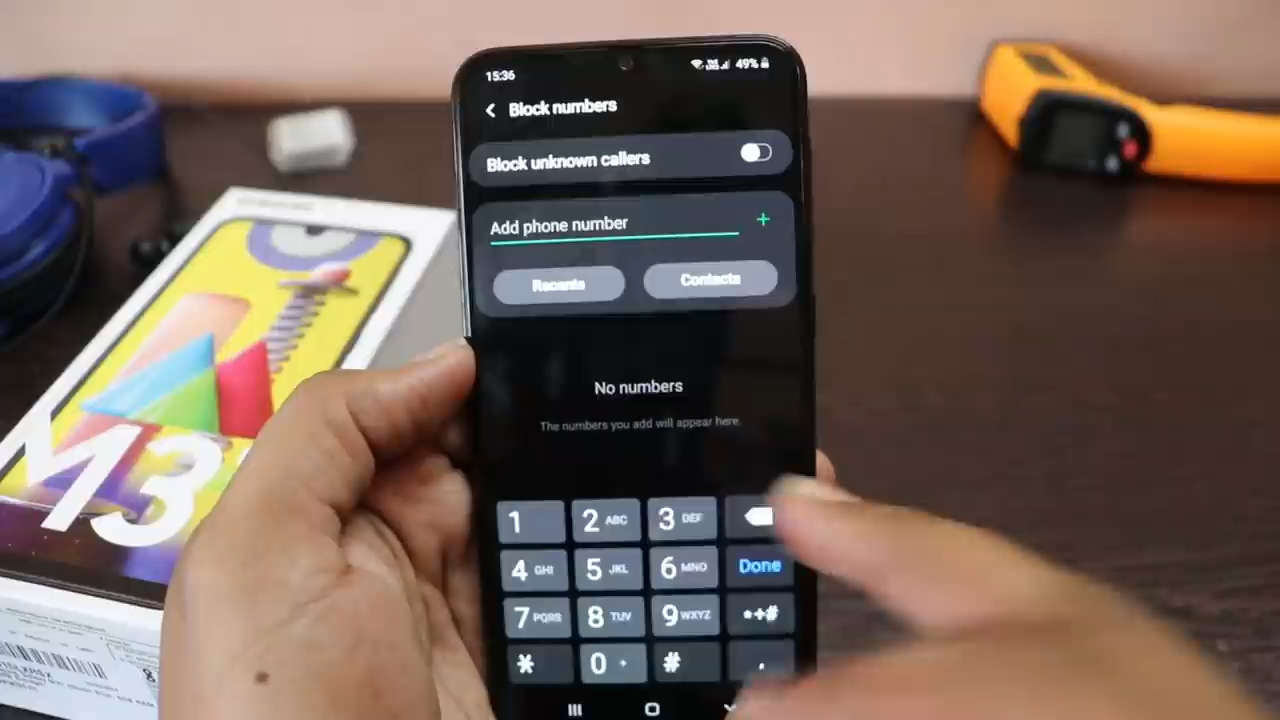 15:36
49%
Block numbers
Block unknown callers
Add phone number
+
Recents
Contacts
No numbers
The numbers you add will appear here.
1
2 ABC
3 DEF
4 GHI
5 JKL
6 MNO
Done
7 PQRS
8 TUV
9 WXYZ
*+#
*
0 +
#
,
M3